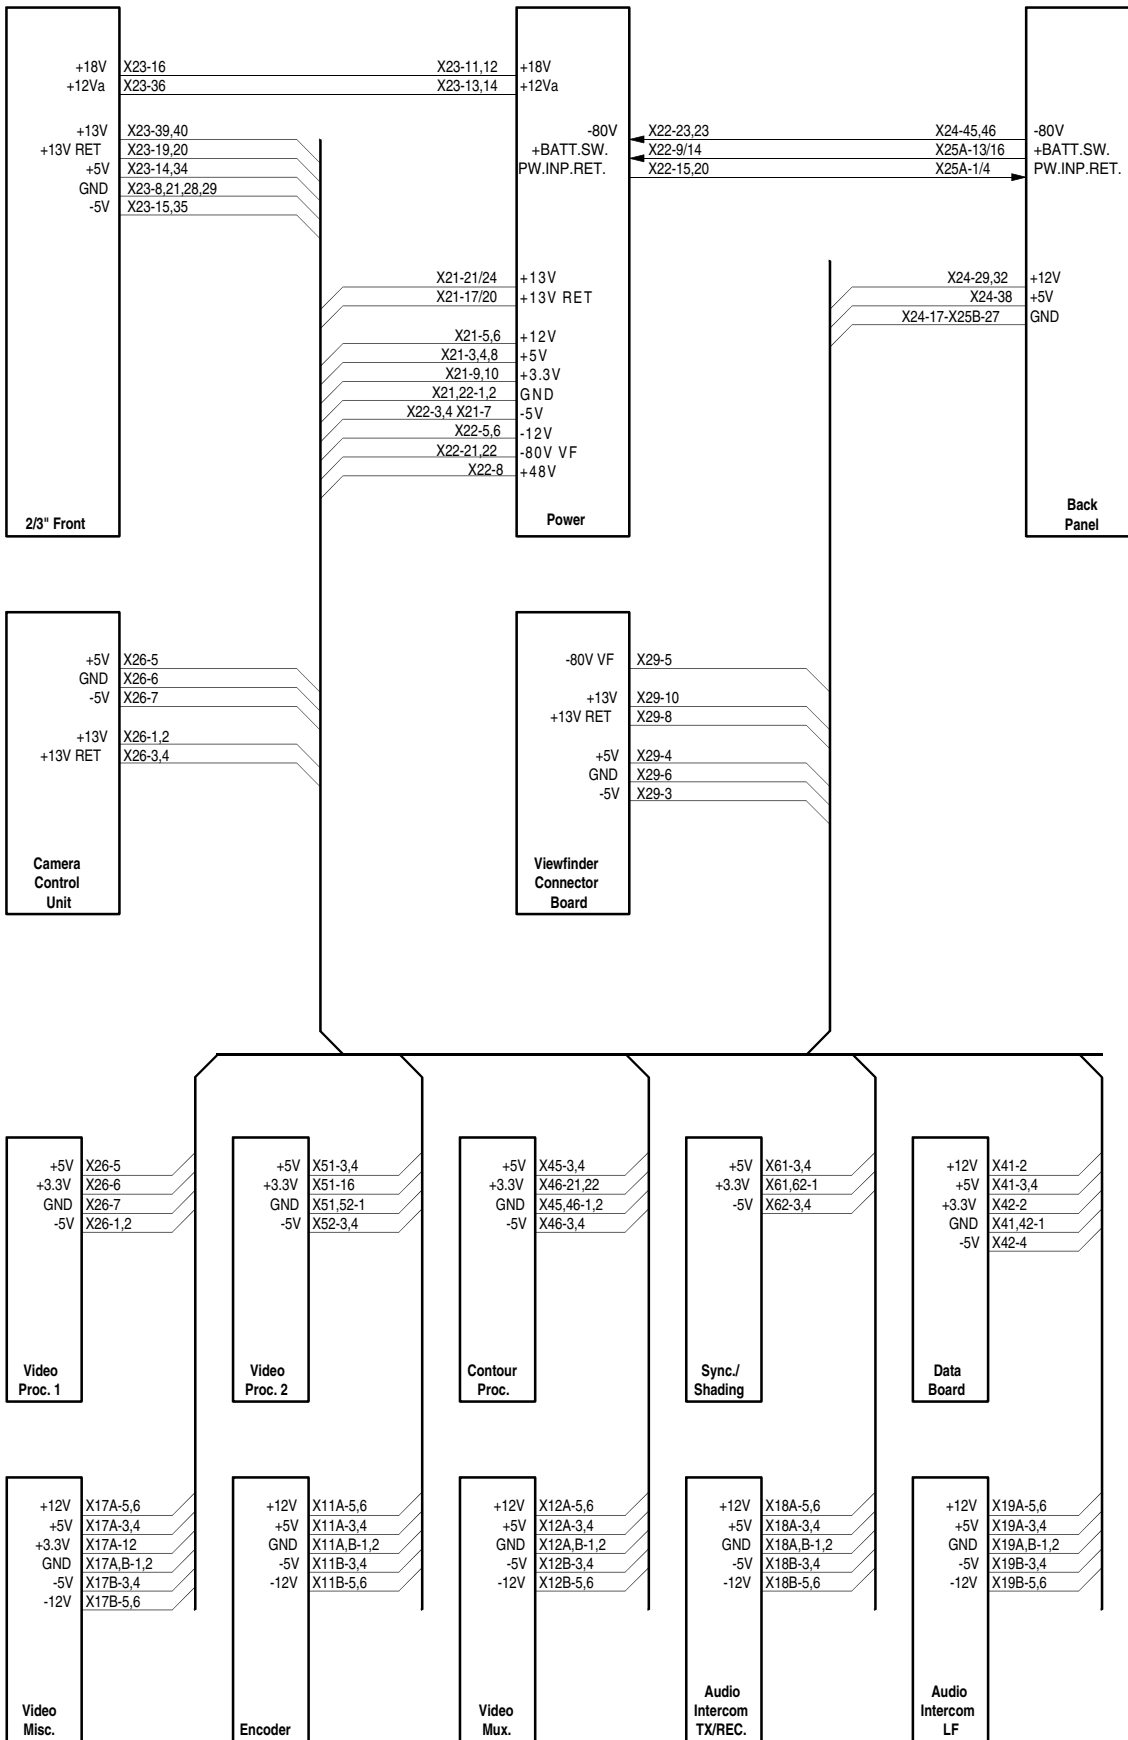 +18V X23-16 X23-11,12 +18V
+12Va X23-36 X23-13,14 +12Va
+13V X23-39,40
+13V RET X23-19,20
+5V X23-14,34
GND X23-8,21,28,29
-5V X23-15,35
2/3" Front
-80V X22-23,23 X24-45,46 -80V
+BATT.SW. X22-9/14 X25A-13/16 +BATT.SW.
PW.INP.RET. X22-15,20 X25A-1/4 PW.INP.RET.
X21-21/24 +13V
X21-17/20 +13V RET
X21-5,6 +12V
X21-3,4,8 +5V
X21-9,10 +3.3V
X21,22-1,2 GND
X22-3,4 X21-7 -5V
X22-5,6 -12V
X22-21,22 -80V VF
X22-8 +48V
Power
X24-29,32 +12V
X24-38 +5V
X24-17-X25B-27 GND
Back
Panel
+5V X26-5
GND X26-6
-5V X26-7
+13V X26-1,2
+13V RET X26-3,4
Camera
Control
Unit
-80V VF X29-5
+13V X29-10
+13V RET X29-8
+5V X29-4
GND X29-6
-5V X29-3
Viewfinder
Connector
Board
+5V X26-5
+3.3V X26-6
GND X26-7
-5V X26-1,2
Video
Proc. 1
+5V X51-3,4
+3.3V X51-16
GND X51,52-1
-5V X52-3,4
Video
Proc. 2
+5V X45-3,4
+3.3V X46-21,22
GND X45,46-1,2
-5V X46-3,4
Contour
Proc.
+5V X61-3,4
+3.3V X61,62-1
-5V X62-3,4
Sync./
Shading
+12V X41-2
+5V X41-3,4
+3.3V X42-2
GND X41,42-1
-5V X42-4
Data
Board
+12V X17A-5,6
+5V X17A-3,4
+3.3V X17A-12
GND X17A,B-1,2
-5V X17B-3,4
-12V X17B-5,6
Video
Misc.
+12V X11A-5,6
+5V X11A-3,4
GND X11A,B-1,2
-5V X11B-3,4
-12V X11B-5,6
Encoder
+12V X12A-5,6
+5V X12A-3,4
GND X12A,B-1,2
-5V X12B-3,4
-12V X12B-5,6
Video
Mux.
+12V X18A-5,6
+5V X18A-3,4
GND X18A,B-1,2
-5V X18B-3,4
-12V X18B-5,6
Audio
Intercom
TX/REC.
+12V X19A-5,6
+5V X19A-3,4
GND X19A,B-1,2
-5V X19B-3,4
-12V X19B-5,6
Audio
Intercom
LF